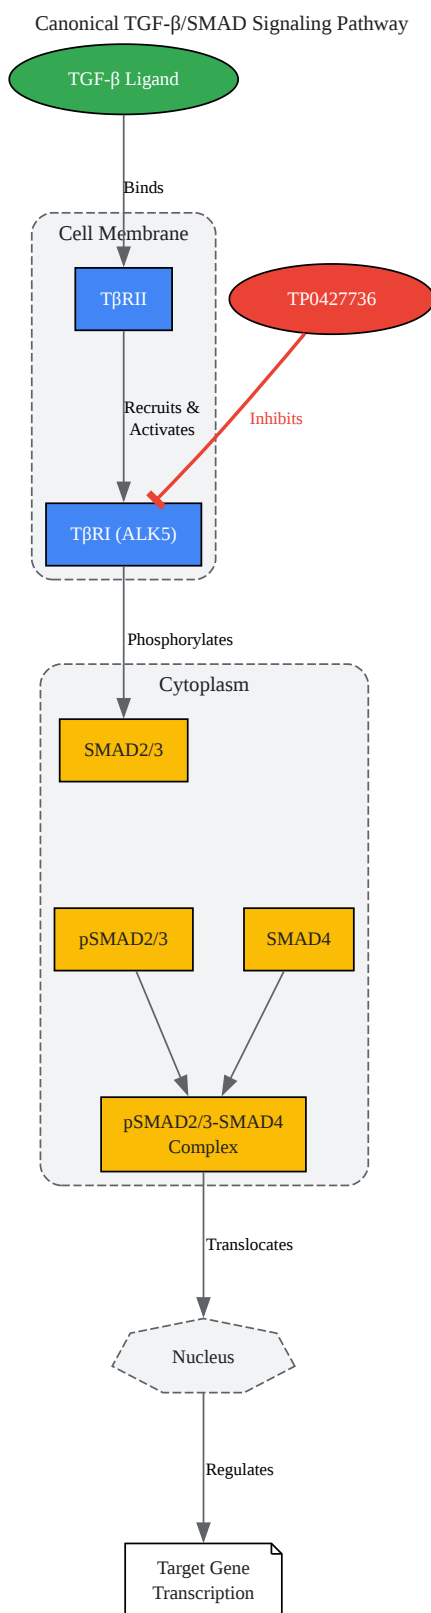 Canonical TGF-β/SMAD Signaling Pathway
TGF-β Ligand
Binds
Cell Membrane
TβRII
TP0427736
Recruits &
Activates
Inhibits
TβRI (ALK5)
Phosphorylates
Cytoplasm
SMAD2/3
pSMAD2/3
SMAD4
pSMAD2/3-SMAD4
Complex
Translocates
Nucleus
Regulates
Target Gene
Transcription